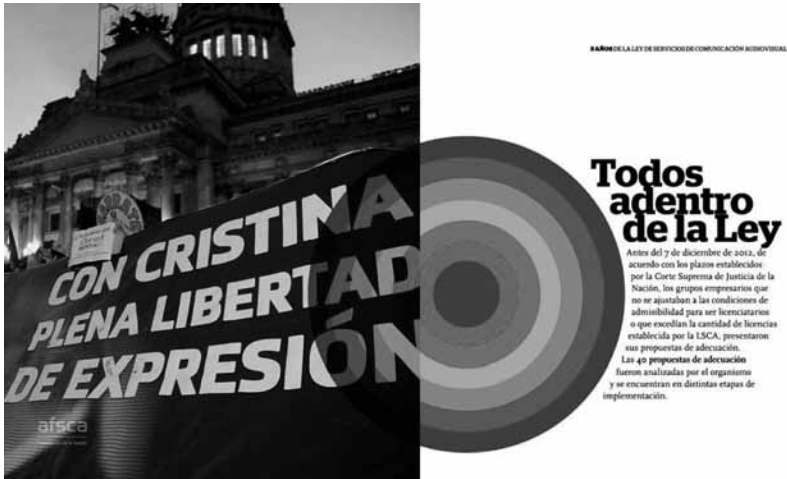 CON CRISTINA
PLENA LIBERTAD
DE EXPRESIÓN
afsca
5 AÑOS DE LA LEY DE SERVICIOS DE COMUNICACIÓN AUDIOVISUAL
Todos
adentro
de la Ley
Antes del 7 de diciembre de 2012, de
acuerdo con los plazos establecidos
por la Corte Suprema de Justicia de la
Nación, los grupos empresarios que
no se ajustaban a las condiciones de
admisibilidad para ser licenciatarios
o que excedían la cantidad de licencias
establecida por la LSCA, presentaron
sus propuestas de adecuación.
Las 40 propuestas de adecuación
fueron analizadas por el organismo
y se encuentran en distintas etapas de
implementación.